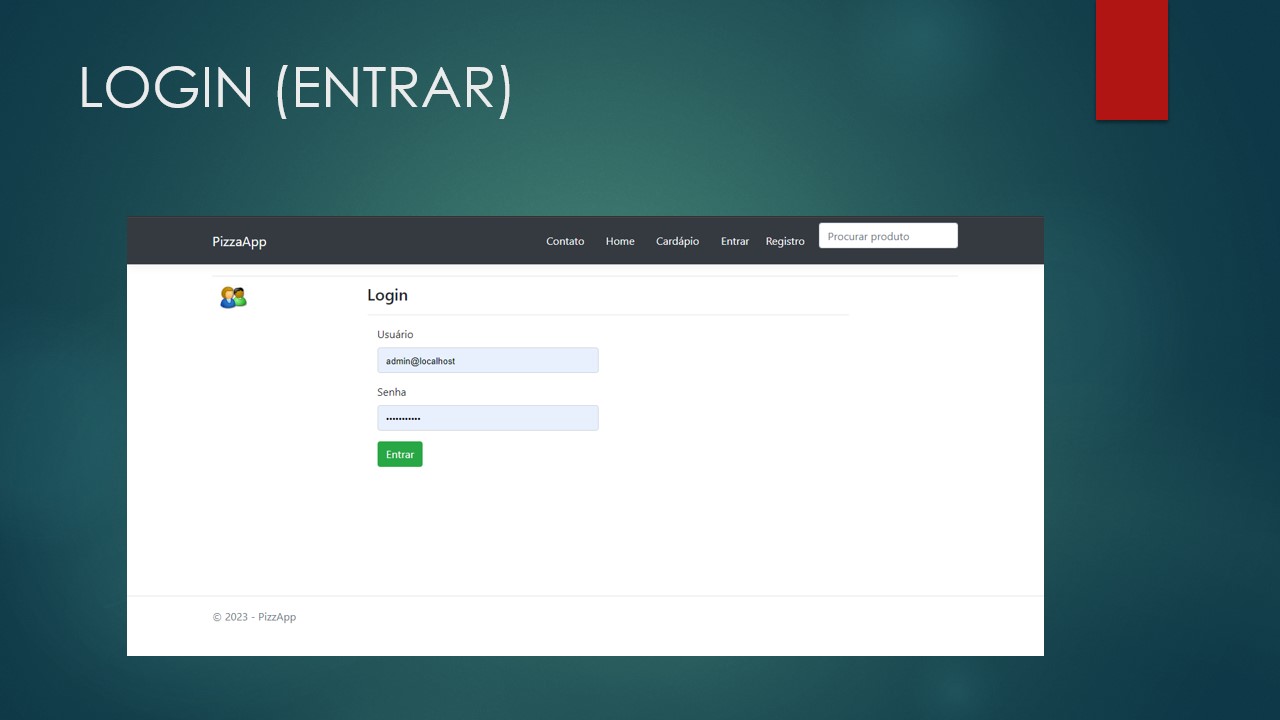 LOGIN (ENTRAR)
PizzaApp Contato Home Cardápio Entrar Registro Procurar produto
Login
Usuário
admin@localhost
Senha
•••••••••••
Entrar
© 2023 - PizzApp